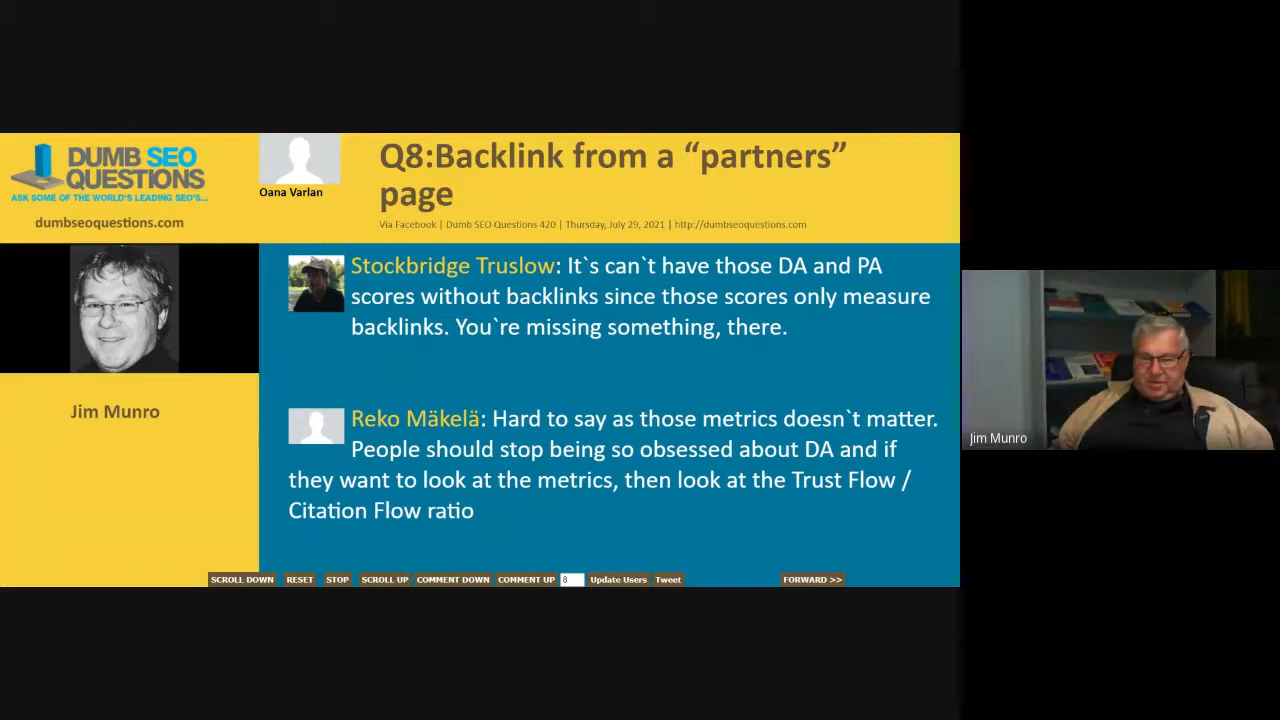 DUMB SEO
QUESTIONS
ASK SOME OF THE WORLD'S LEADING SEO'S...
dumbseoquestions.com
Oana Varlan
Q8:Backlink from a “partners”
page
Via Facebook | Dumb SEO Questions 420 | Thursday, July 29, 2021 | http://dumbseoquestions.com
Jim Munro
Stockbridge Truslow: It`s can`t have those DA and PA
scores without backlinks since those scores only measure
backlinks. You`re missing something, there.
Reko Mäkelä: Hard to say as those metrics doesn`t matter.
People should stop being so obsessed about DA and if
they want to look at the metrics, then look at the Trust Flow /
Citation Flow ratio
SCROLL DOWN RESET STOP SCROLL UP COMMENT DOWN COMMENT UP 8 Update Users Tweet FORWARD >>
Jim Munro